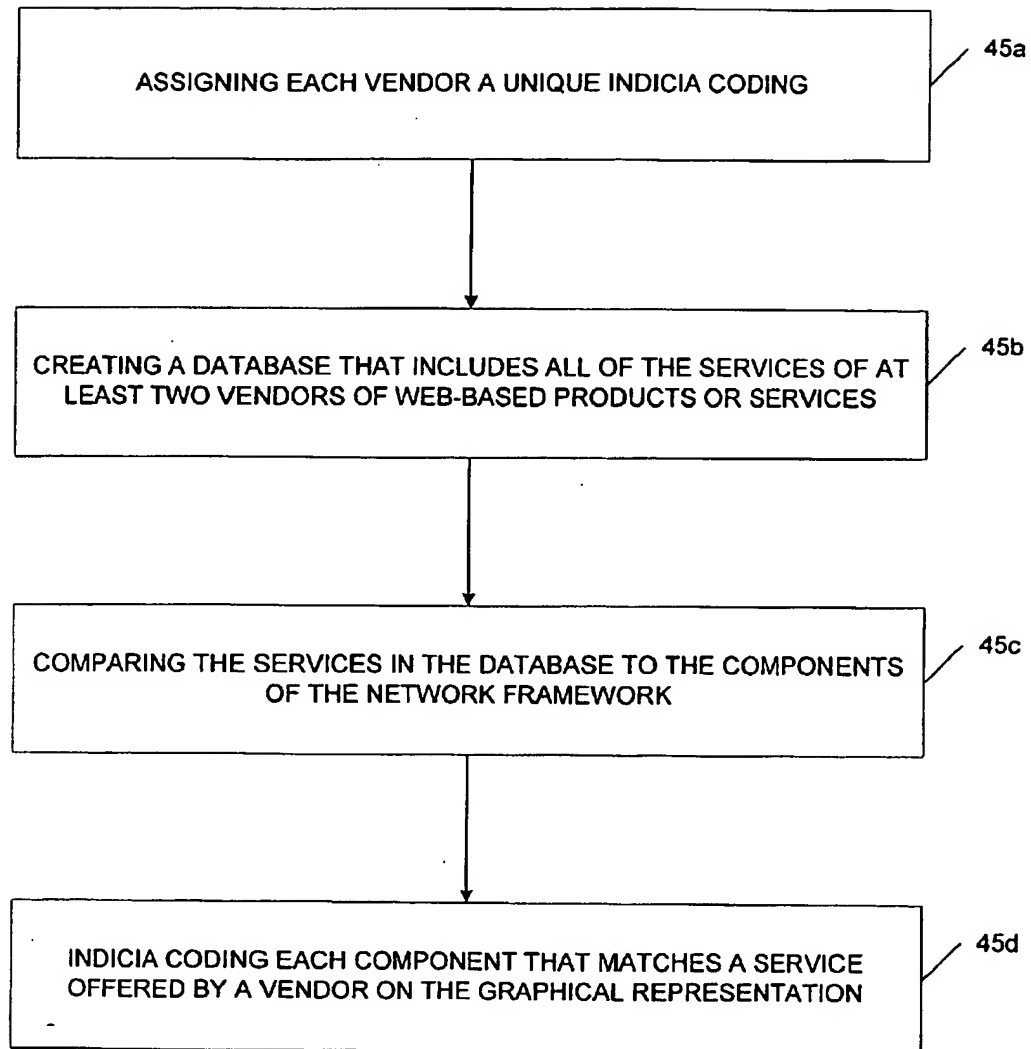 45a
ASSIGNING EACH VENDOR A UNIQUE INDICIA CODING
45b
CREATING A DATABASE THAT INCLUDES ALL OF THE SERVICES OF AT
LEAST TWO VENDORS OF WEB-BASED PRODUCTS OR SERVICES
45c
COMPARING THE SERVICES IN THE DATABASE TO THE COMPONENTS
OF THE NETWORK FRAMEWORK
45d
INDICIA CODING EACH COMPONENT THAT MATCHES A SERVICE
OFFERED BY A VENDOR ON THE GRAPHICAL REPRESENTATION